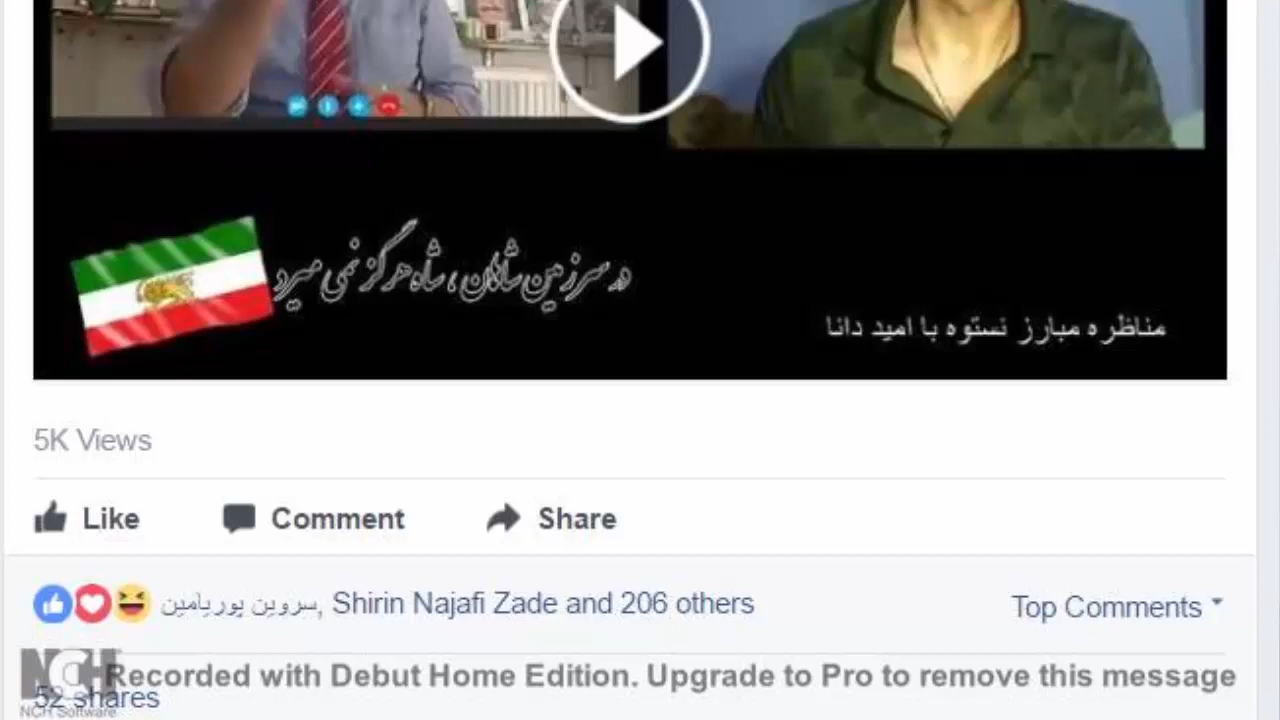 در سرزمین شاهان ، شاه هرگز نمی میرد
مناظره مبارز نستوه با امید دانا
5K Views
Like Comment Share
سروین پوریامین, Shirin Najafi Zade and 206 others
Top Comments
NCH Recorded with Debut Home Edition. Upgrade to Pro to remove this message
52 shares
NCH Software